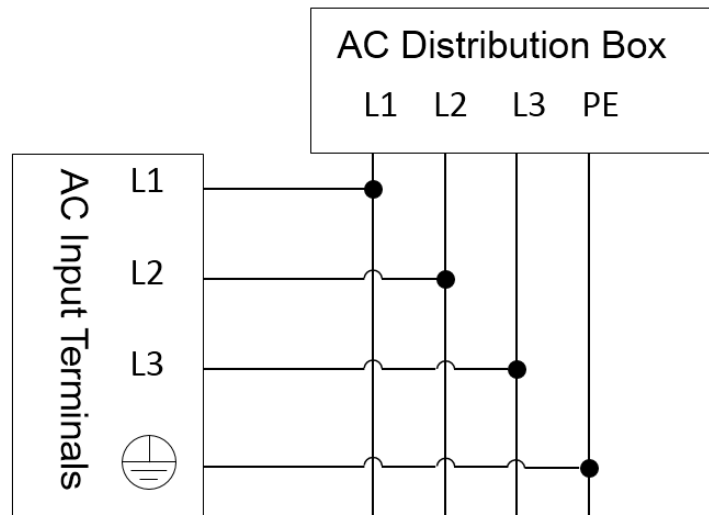 AC Distribution Box
L1 L2 L3 PE
AC Input Terminals
L1
L2
L3